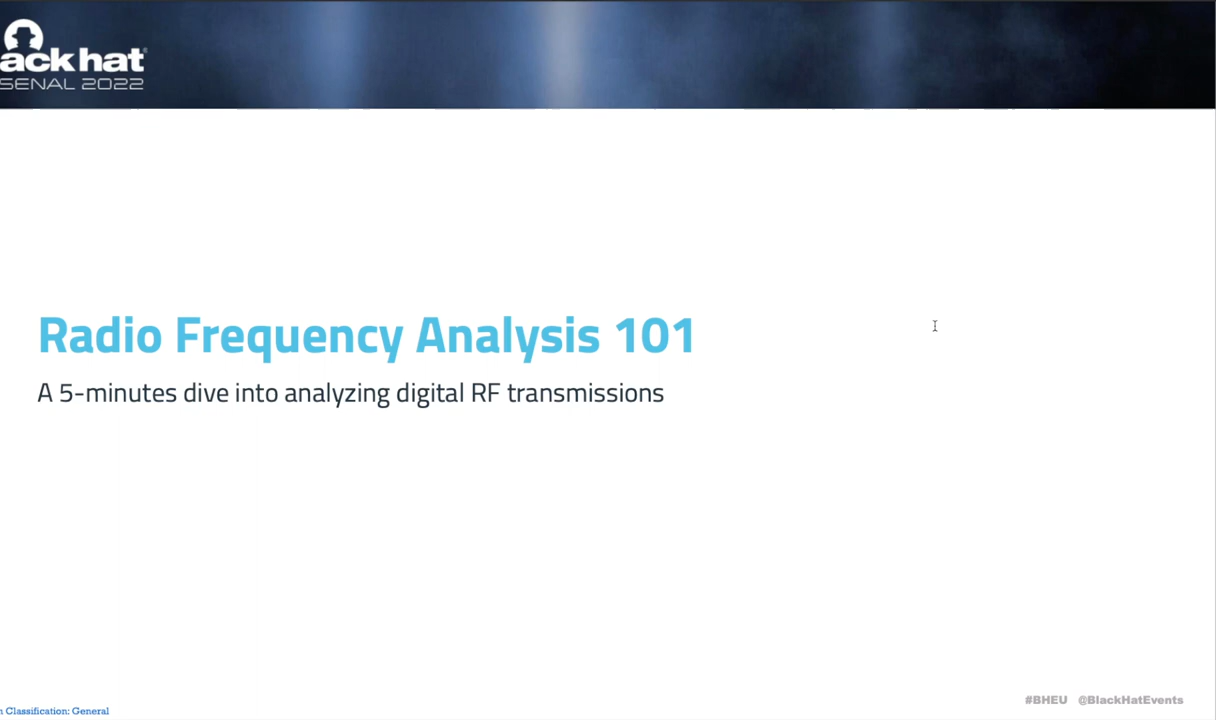 ack hat
SENAL 2022
Radio Frequency Analysis 101
A 5-minutes dive into analyzing digital RF transmissions
#BHEU @BlackHatEvents
n Classification: General